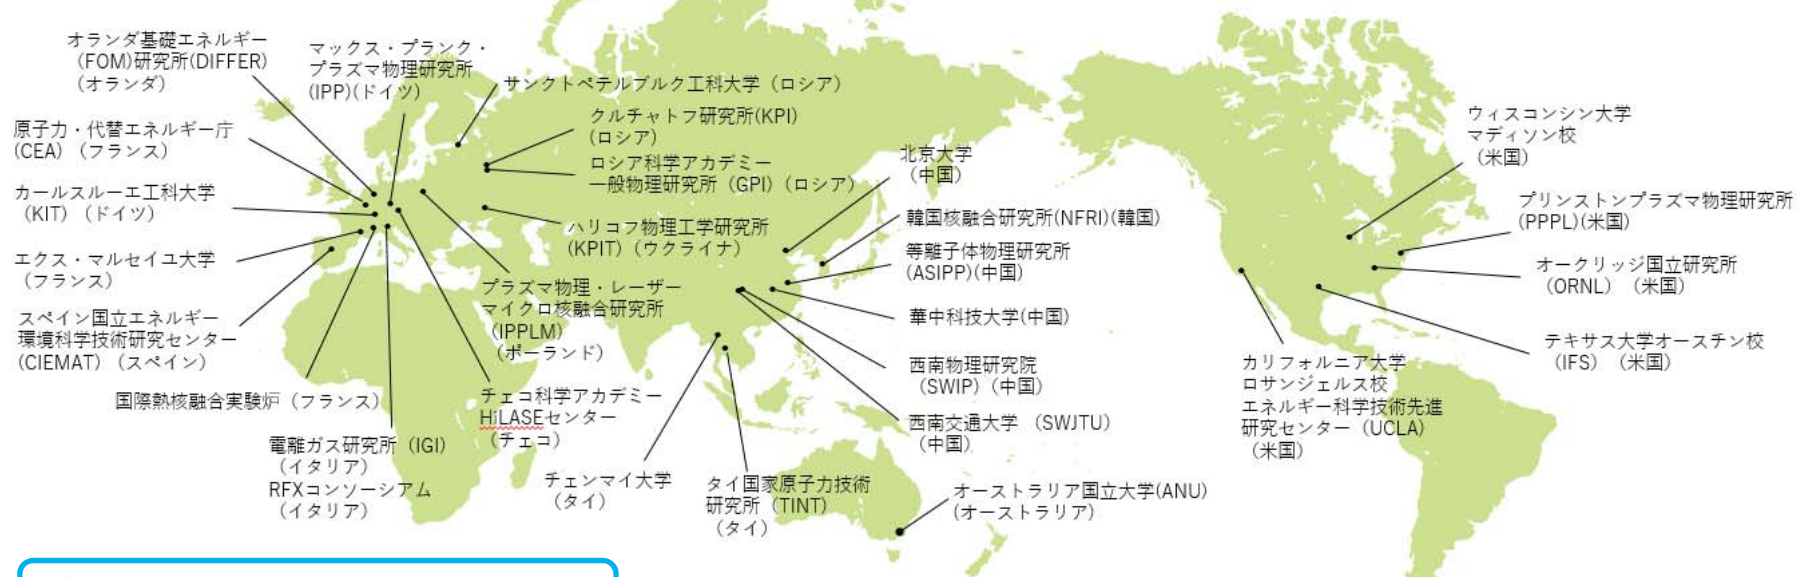 オランダ基礎エネルギー
(FOM)研究所(DIFFER)
(オランダ)
マックス・プランク・
プラズマ物理研究所
(IPP)(ドイツ)
サンクトペテルブルク工科大学（ロシア）
クルチャトフ研究所(KPI)
(ロシア)
ロシア科学アカデミー
一般物理研究所（GPI)（ロシア）
原子力・代替エネルギー庁
(CEA)（フランス）
カールスルーエ工科大学
（KIT)（ドイツ）
エクス・マルセイユ大学
（フランス）
スペイン国立エネルギー
環境科学技術研究センター
(CIEMAT)（スペイン）
国際熱核融合実験炉（フランス）
電離ガス研究所（IGI)
（イタリア）
RFXコンソーシアム
（イタリア）
ハリコフ物理工学研究所
(KPIT)（ウクライナ）
プラズマ物理・レーザー
マイクロ核融合研究所
（IPPLM)
（ポーランド）
チェコ科学アカデミー
HiLASEセンター
（チェコ）
チェンマイ大学
（タイ）
タイ国家原子力技術
研究所（TINT)
（タイ）
北京大学
（中国）
韓国核融合研究所(NFRI)(韓国)
等離子体物理研究所
(ASIPP)(中国)
華中科技大学(中国)
西南物理研究院
（SWIP)（中国）
西南交通大学 （SWJTU)
（中国）
オーストラリア国立大学(ANU)
(オーストラリア)
ウィスコンシン大学
マディソン校
（米国）
プリンストンプラズマ物理研究所
(PPPL)(米国)
オークリッジ国立研究所
（ORNL）（米国）
テキサス大学オースチン校
（IFS）（米国）
カリフォルニア大学
ロサンジェルス校
エネルギー科学技術先進
研究センター（UCLA)
（米国）